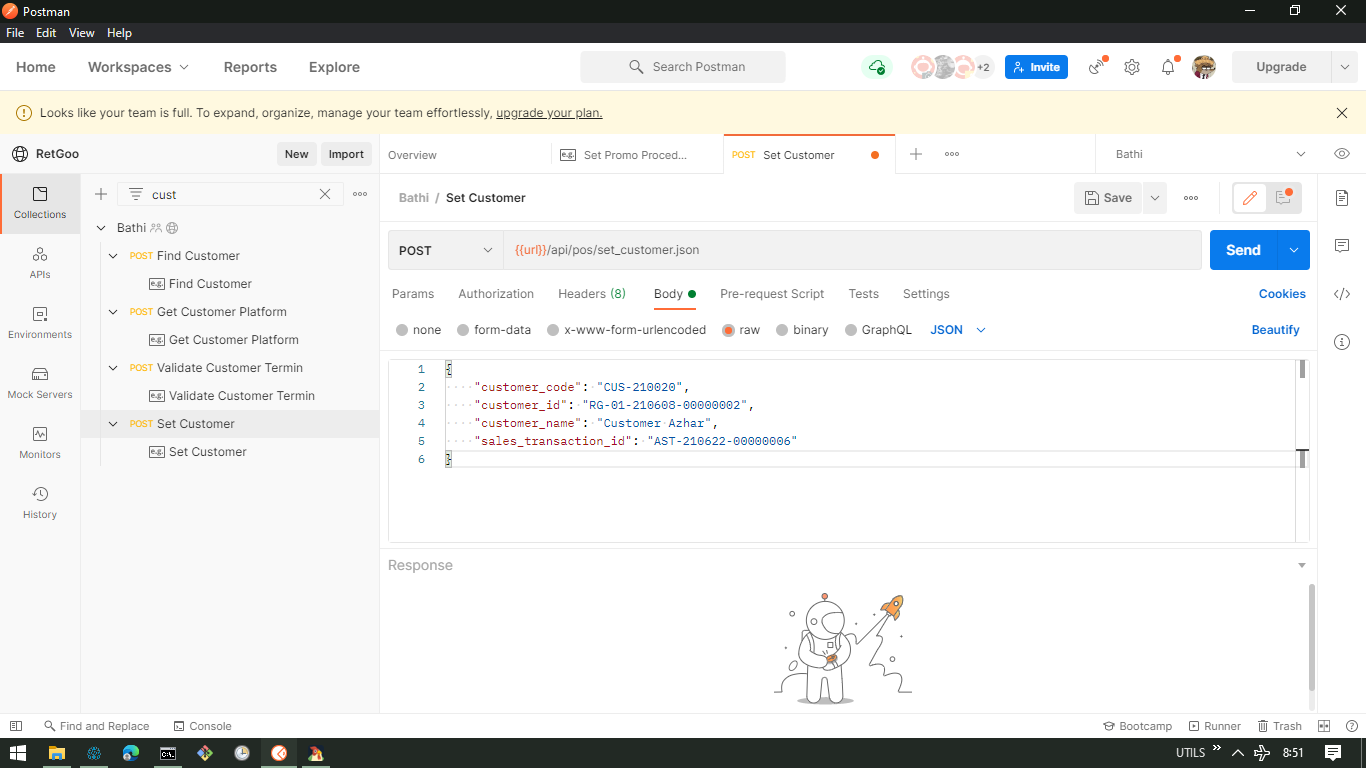 Postman
File Edit View Help
Home Workspaces Reports Explore Search Postman +2 Invite Upgrade
Looks like your team is full. To expand, organize, manage your team effortlessly, upgrade your plan.
RetGoo New Import Overview e.g. Set Promo Proced... POST Set Customer Bathi
Collections
APIs
Environments
Mock Servers
Monitors
History
cust
Bathi
POST Find Customer
e.g. Find Customer
POST Get Customer Platform
e.g. Get Customer Platform
POST Validate Customer Termin
e.g. Validate Customer Termin
POST Set Customer
e.g. Set Customer
Bathi / Set Customer Save
POST {{url}}/api/pos/set_customer.json Send
Params Authorization Headers (8) Body Pre-request Script Tests Settings Cookies
none form-data x-www-form-urlencoded raw binary GraphQL JSON Beautify
1 {
2 "customer_code": "CUS-210020",
3 "customer_id": "RG-01-210608-00000002",
4 "customer_name": "Customer Azhar",
5 "sales_transaction_id": "AST-210622-00000006"
6 }
Response
Find and Replace Console Bootcamp Runner Trash
UTILS 8:51